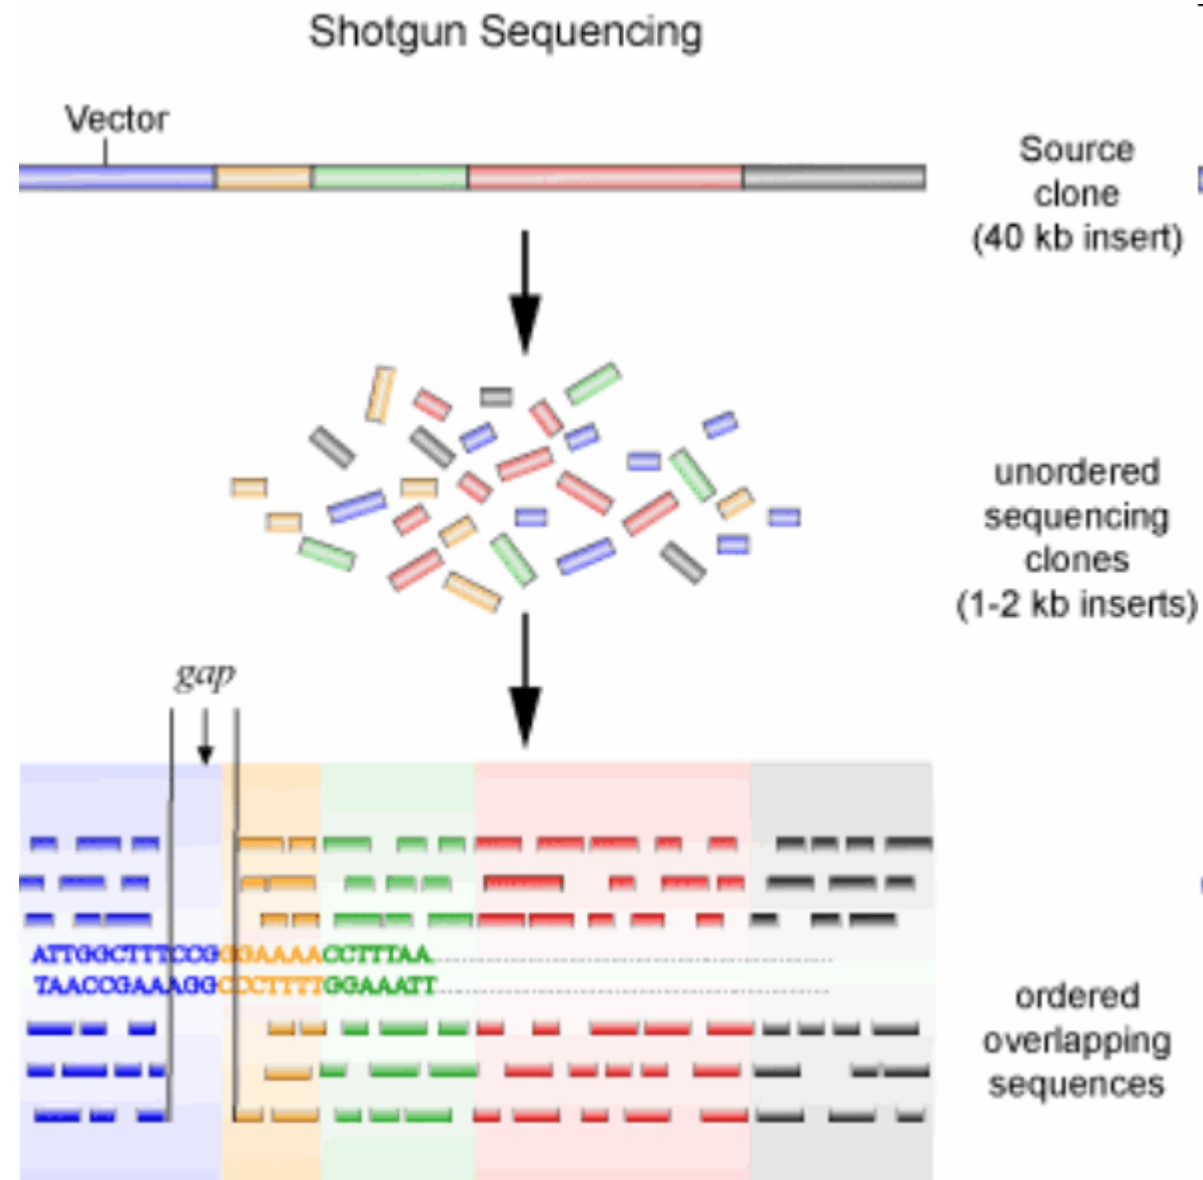 Shotgun Sequencing
Vector
Source
clone
(40 kb insert)
unordered
sequencing
clones
(1-2 kb inserts)
gap
ATTGGCTTTCCGGGAAAACCTTTAA
TAACCGAAAGGCCCTTTTGGAAATT
ordered
overlapping
sequences